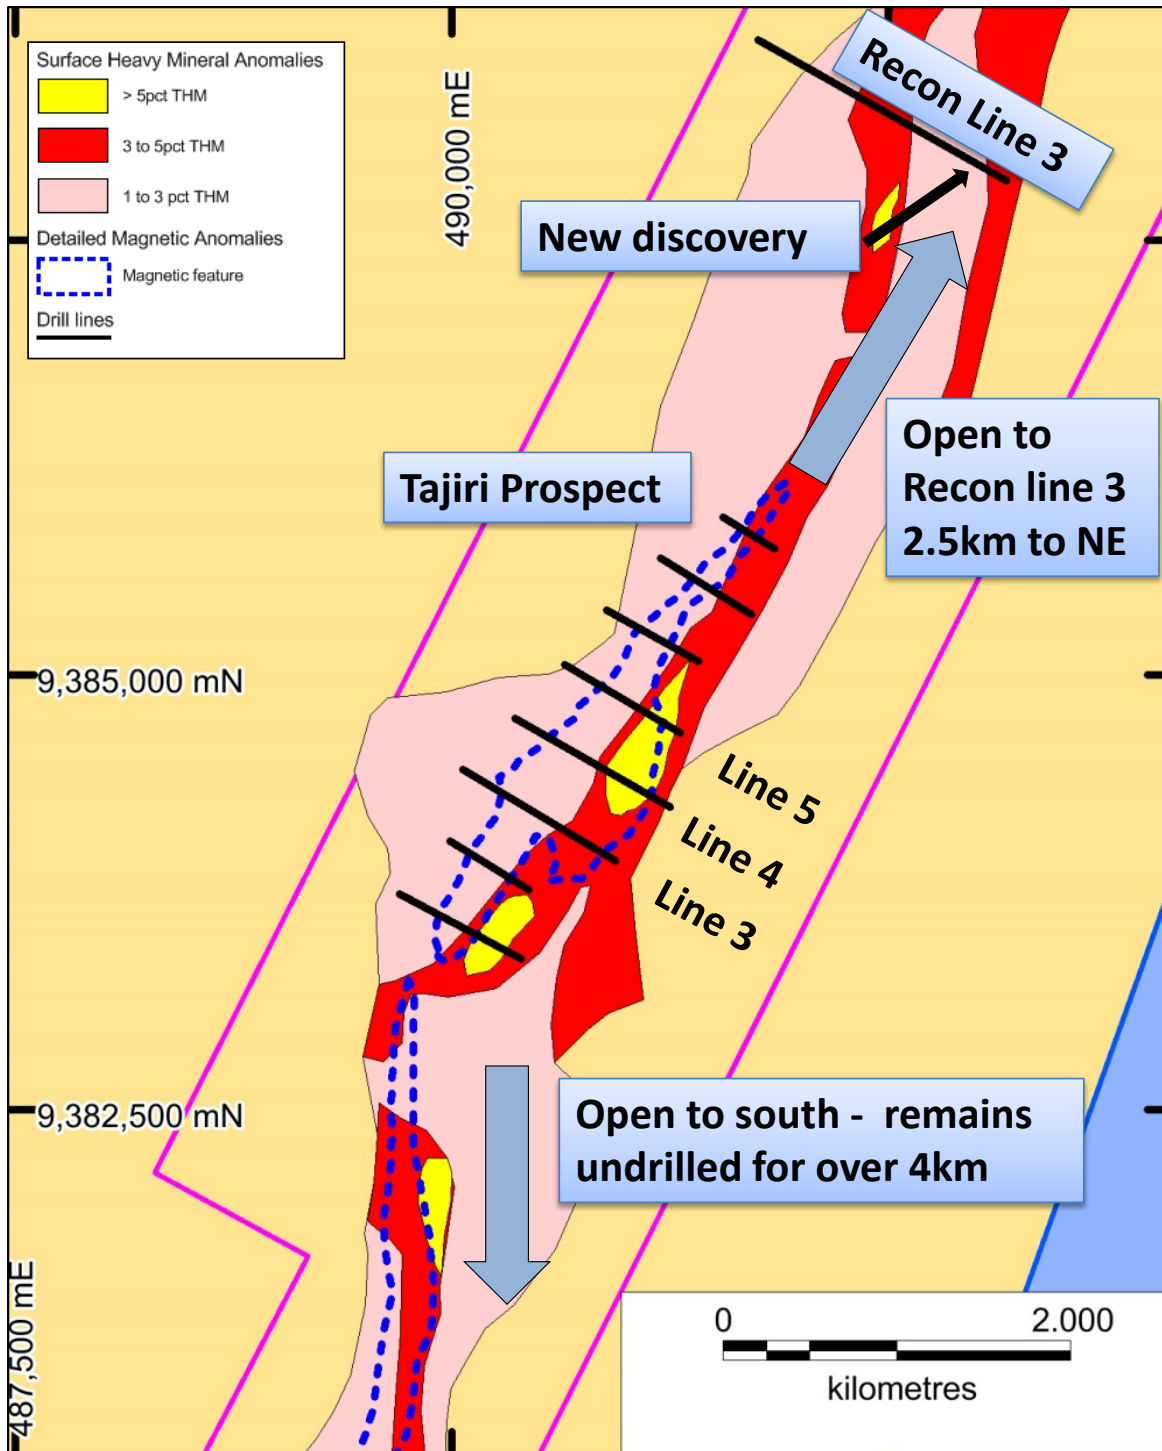 Surface Heavy Mineral Anomalies
> 5pct THM
3 to 5pct THM
1 to 3 pct THM
Detailed Magnetic Anomalies
Magnetic feature
Drill lines
490,000 mE
Recon Line 3
New discovery
Open to
Recon line 3
2.5km to NE
Tajiri Prospect
9,385,000 mN
Line 5
Line 4
Line 3
9,382,500 mN
Open to south - remains
undrilled for over 4km
487,500 mE
0 2.000
kilometres